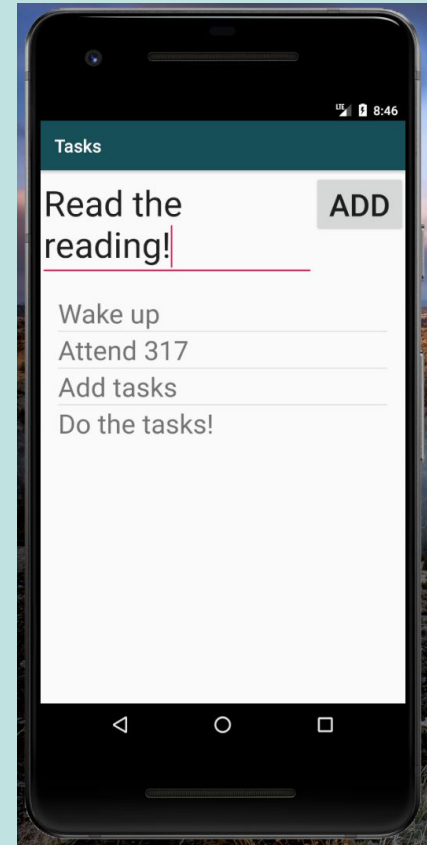 LTE 8:46
Tasks
Read the
reading!
ADD
Wake up
Attend 317
Add tasks
Do the tasks!